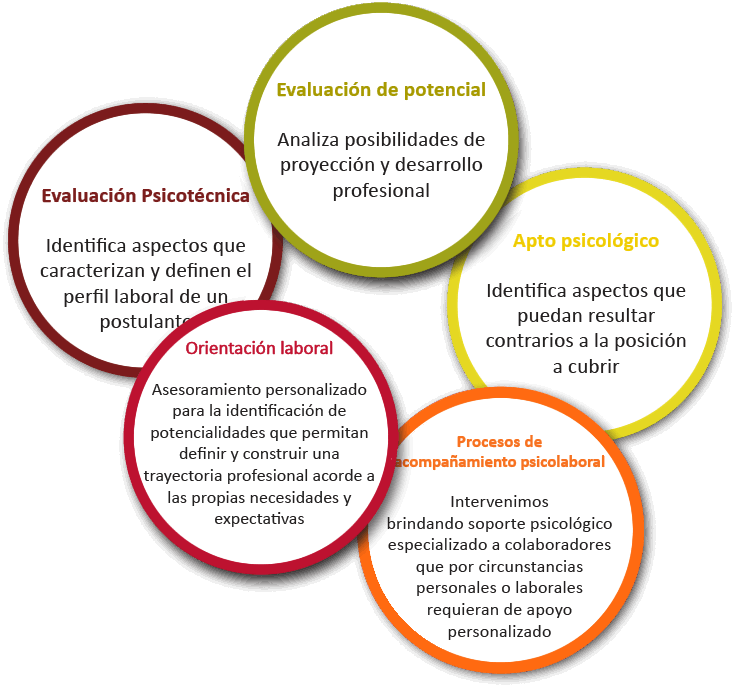 Evaluación de potencial
Analiza posibilidades de
proyección y desarrollo
profesional
Evaluación Psicotécnica
Identifica aspectos que
caracterizan y definen el
perfil laboral de un
postulante
Apto psicológico
Identifica aspectos que
puedan resultar
contrarios a la posición
a cubrir
Orientación laboral
Asesoramiento personalizado
para la identificación de
potencialidades que permitan
definir y construir una
trayectoria profesional acorde a
las propias necesidades y
expectativas
Procesos de
acompañamiento psicolaboral
Intervenimos
brindando soporte psicológico
especializado a colaboradores
que por circunstancias
personales o laborales
requieran de apoyo
personalizado